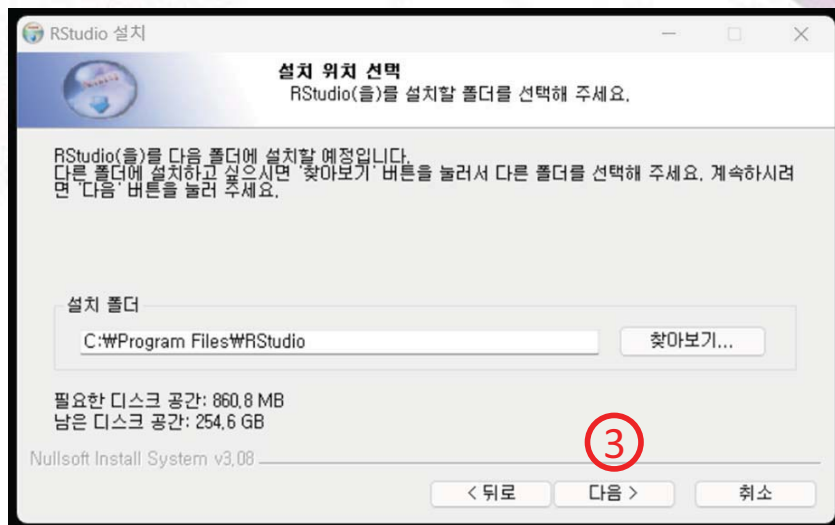 RStudio 설치
설치 위치 선택
RStudio(을)를 설치할 폴더를 선택해 주세요.
RStudio(을)를 다음 폴더에 설치할 예정입니다.
다른 폴더에 설치하고 싶으시면 '찾아보기' 버튼을 눌러서 다른 폴더를 선택해 주세요. 계속하시려
면 '다음' 버튼을 눌러 주세요.
설치 폴더
C:₩Program Files₩RStudio
찾아보기...
필요한 디스크 공간: 860.8 MB
남은 디스크 공간: 254.6 GB
3
Nullsoft Install System v3.08
< 뒤로
다음 >
취소